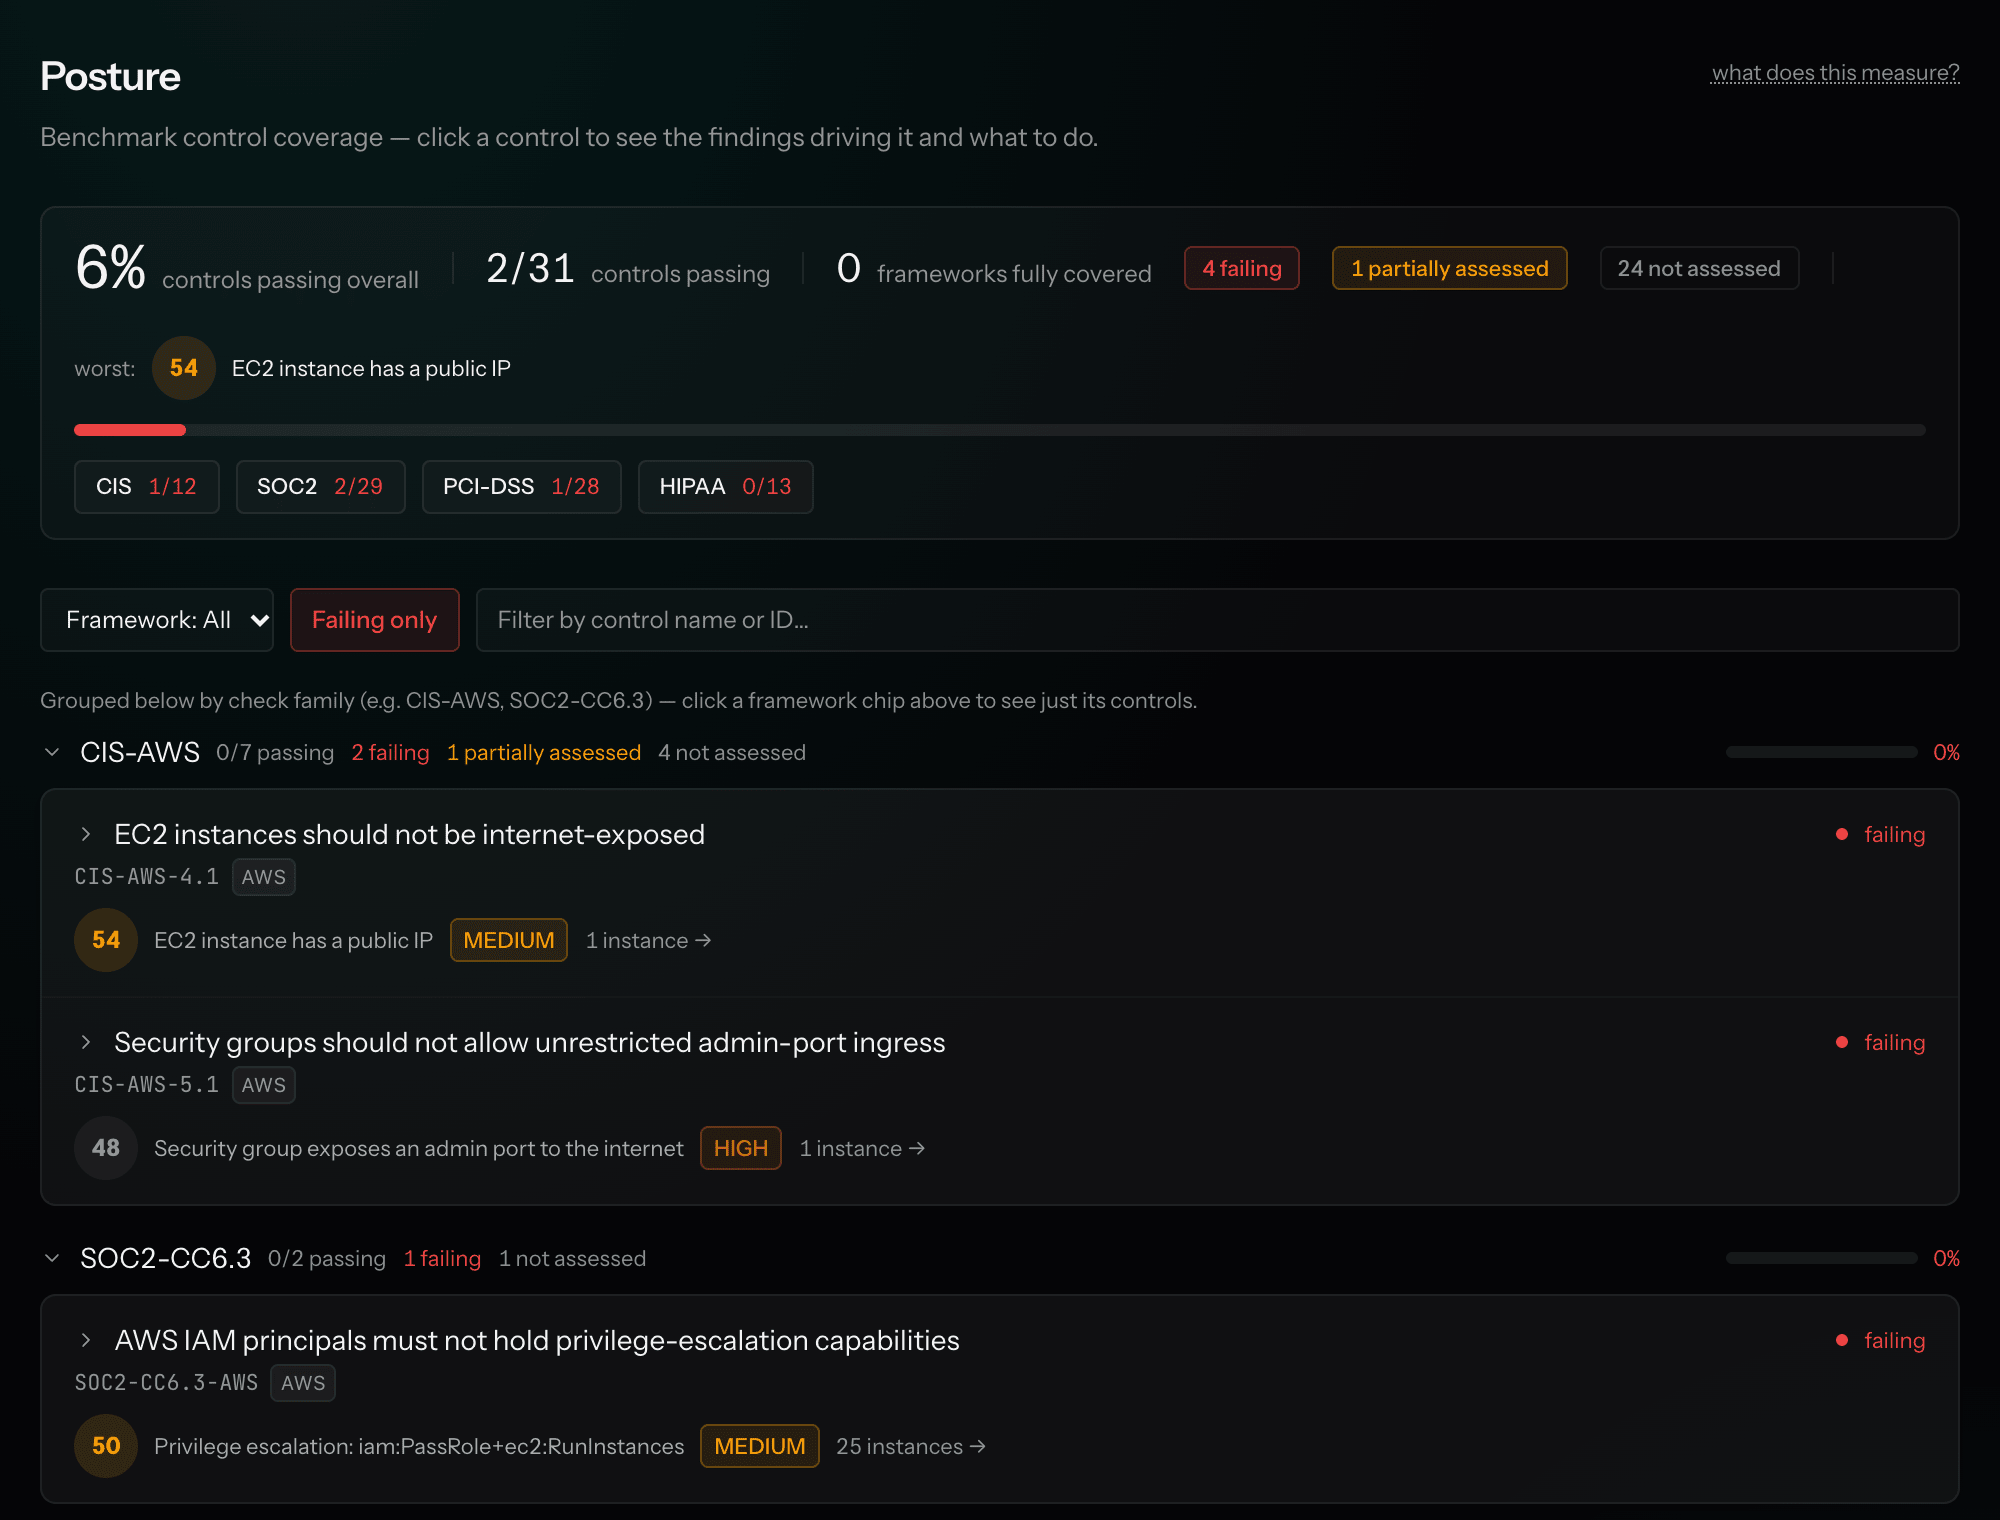 Posture
what does this measure?
Benchmark control coverage — click a control to see the findings driving it and what to do.
6% controls passing overall 2/31 controls passing 0 frameworks fully covered 4 failing 1 partially assessed 24 not assessed
worst: 54 EC2 instance has a public IP
CIS 1/12 SOC2 2/29 PCI-DSS 1/28 HIPAA 0/13
Framework: All Failing only Filter by control name or ID...
Grouped below by check family (e.g. CIS-AWS, SOC2-CC6.3) — click a framework chip above to see just its controls.
CIS-AWS 0/7 passing 2 failing 1 partially assessed 4 not assessed 0%
EC2 instances should not be internet-exposed failing
CIS-AWS-4.1 AWS
54 EC2 instance has a public IP MEDIUM 1 instance →
Security groups should not allow unrestricted admin-port ingress failing
CIS-AWS-5.1 AWS
48 Security group exposes an admin port to the internet HIGH 1 instance →
SOC2-CC6.3 0/2 passing 1 failing 1 not assessed 0%
AWS IAM principals must not hold privilege-escalation capabilities failing
SOC2-CC6.3-AWS AWS
50 Privilege escalation: iam:PassRole+ec2:RunInstances MEDIUM 25 instances →